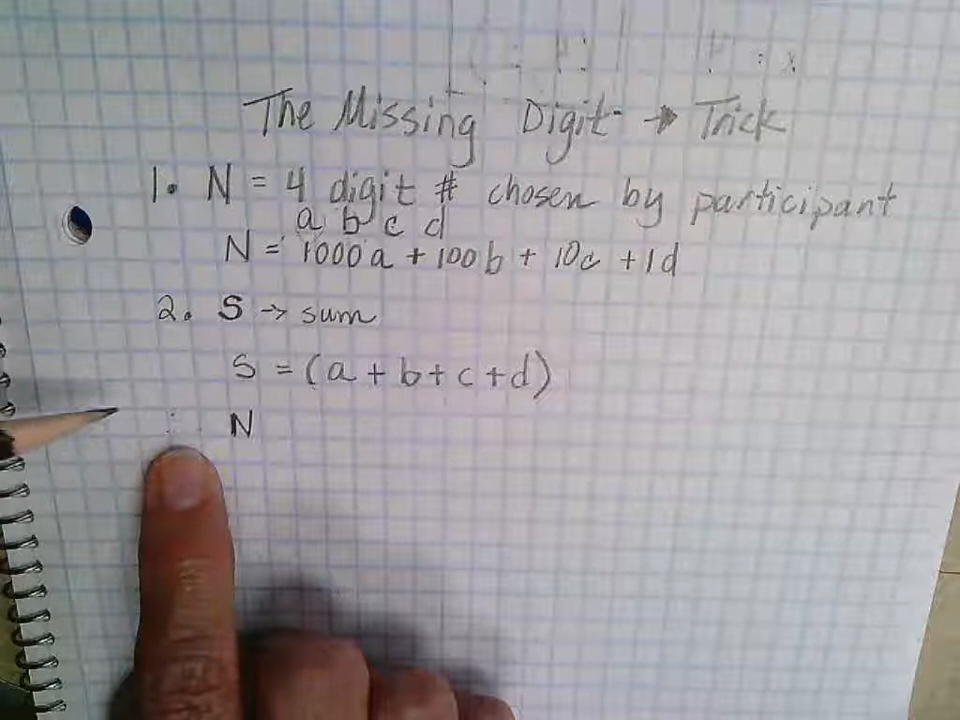 The Missing Digit → Trick
1. N = 4 digit # chosen by participant
a b c d
N = 1000a + 100b + 10c + 1d
2. S → sum
S = (a + b + c + d)
N